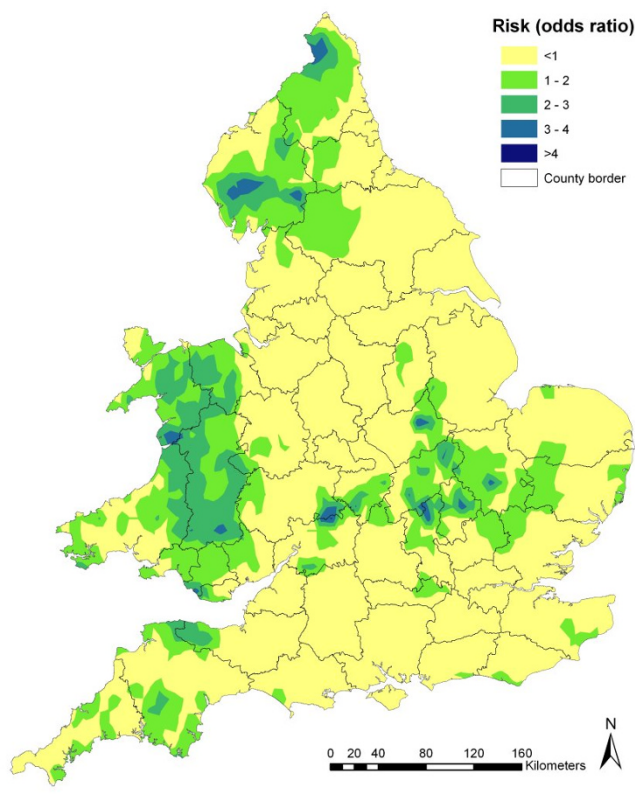 Risk (odds ratio)
<1
1 - 2
2 - 3
3 - 4
>4
County border
N
0 20 40 80 120 160
Kilometers